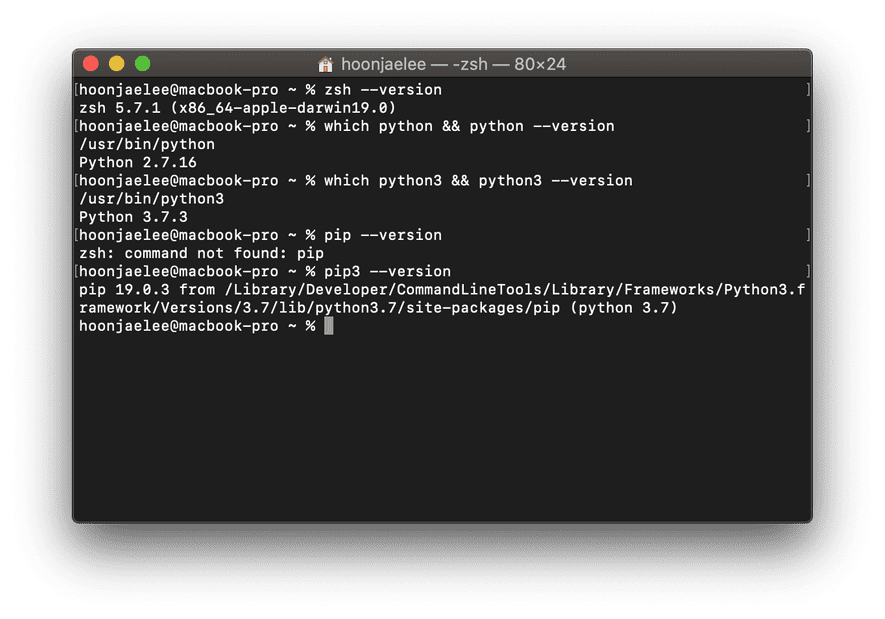 hoonjaelee — -zsh — 80×24
[hoonjaelee@macbook-pro ~ % zsh --version ]
zsh 5.7.1 (x86_64-apple-darwin19.0)
[hoonjaelee@macbook-pro ~ % which python && python --version ]
/usr/bin/python
Python 2.7.16
[hoonjaelee@macbook-pro ~ % which python3 && python3 --version ]
/usr/bin/python3
Python 3.7.3
[hoonjaelee@macbook-pro ~ % pip --version ]
zsh: command not found: pip
[hoonjaelee@macbook-pro ~ % pip3 --version ]
pip 19.0.3 from /Library/Developer/CommandLineTools/Library/Frameworks/Python3.f
ramework/Versions/3.7/lib/python3.7/site-packages/pip (python 3.7)
hoonjaelee@macbook-pro ~ %